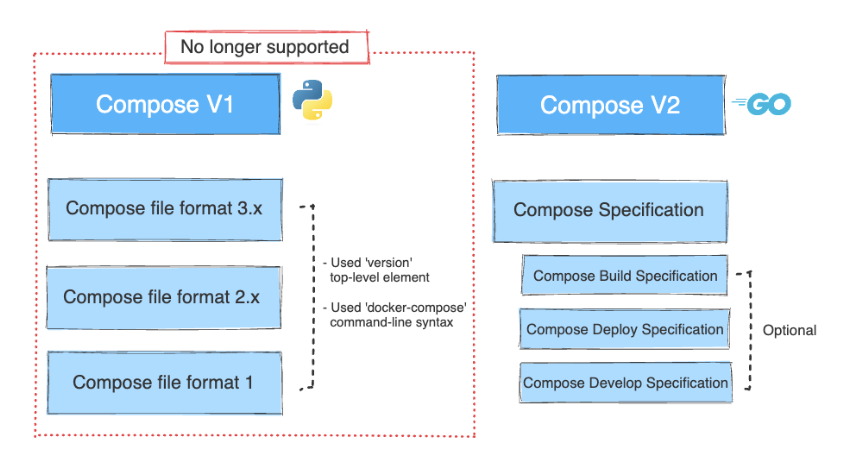 No longer supported
Compose V1
Compose file format 3.x
Compose file format 2.x
Compose file format 1
- Used 'version'
top-level element
- Used 'docker-compose'
command-line syntax
Compose V2
GO
Compose Specification
Compose Build Specification
Compose Deploy Specification
Compose Develop Specification
Optional